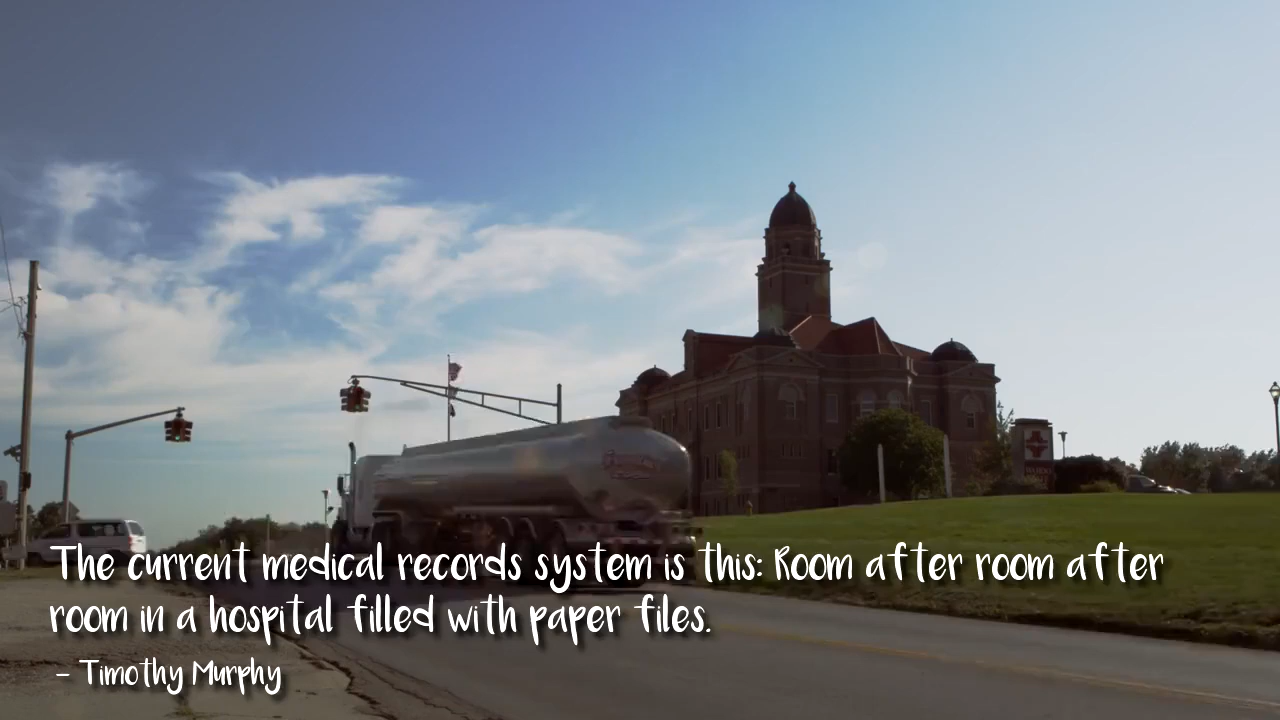 The current medical records system is this: Room after room after
room in a hospital filled with paper files.
- Timothy Murphy